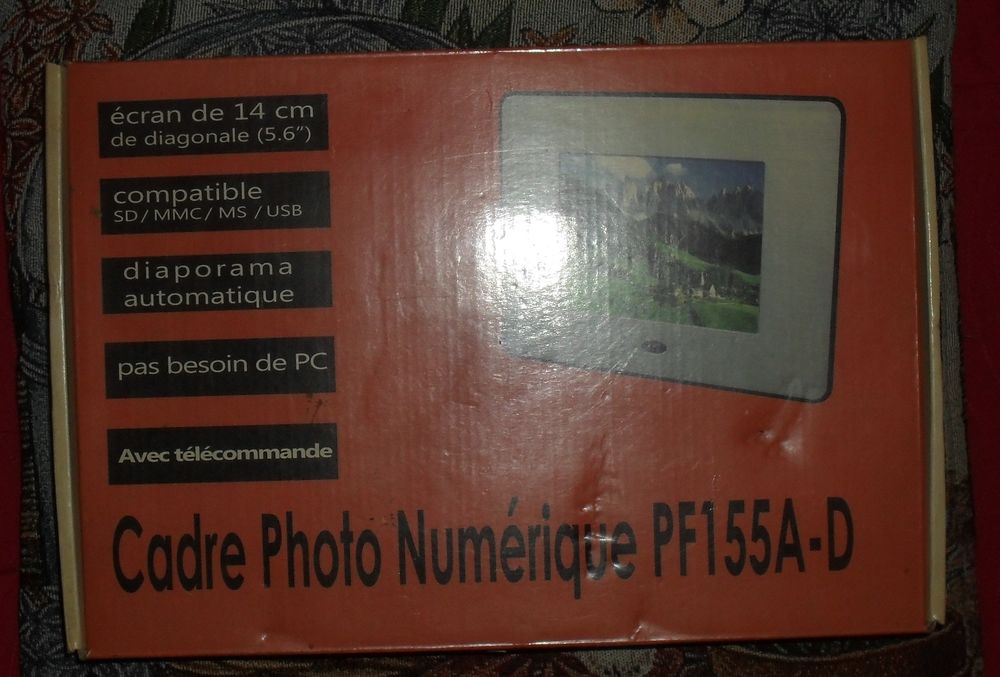 écran de 14 cm
de diagonale (5.6")
compatible
SD / MMC / MS / USB
diaporama
automatique
pas besoin de PC
Avec télécommande
Cadre Photo Numérique PF155A-D